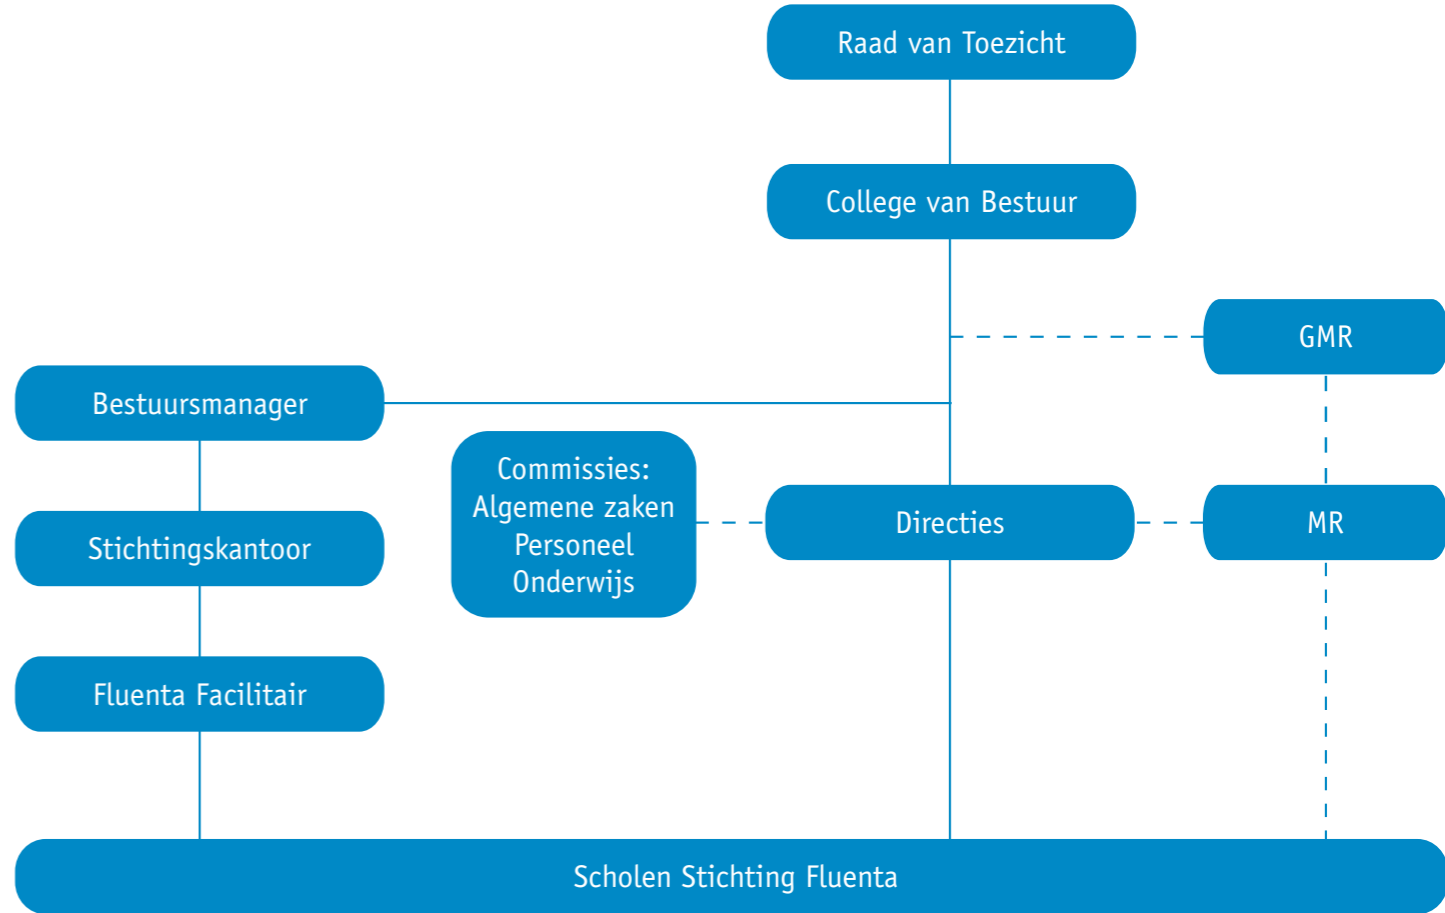 Raad van Toezicht
College van Bestuur
GMR
Bestuursmanager
Commissies:
Algemene zaken
Personeel
Onderwijs
Directies
MR
Stichtingskantoor
Fluenta Facilitair
Scholen Stichting Fluenta